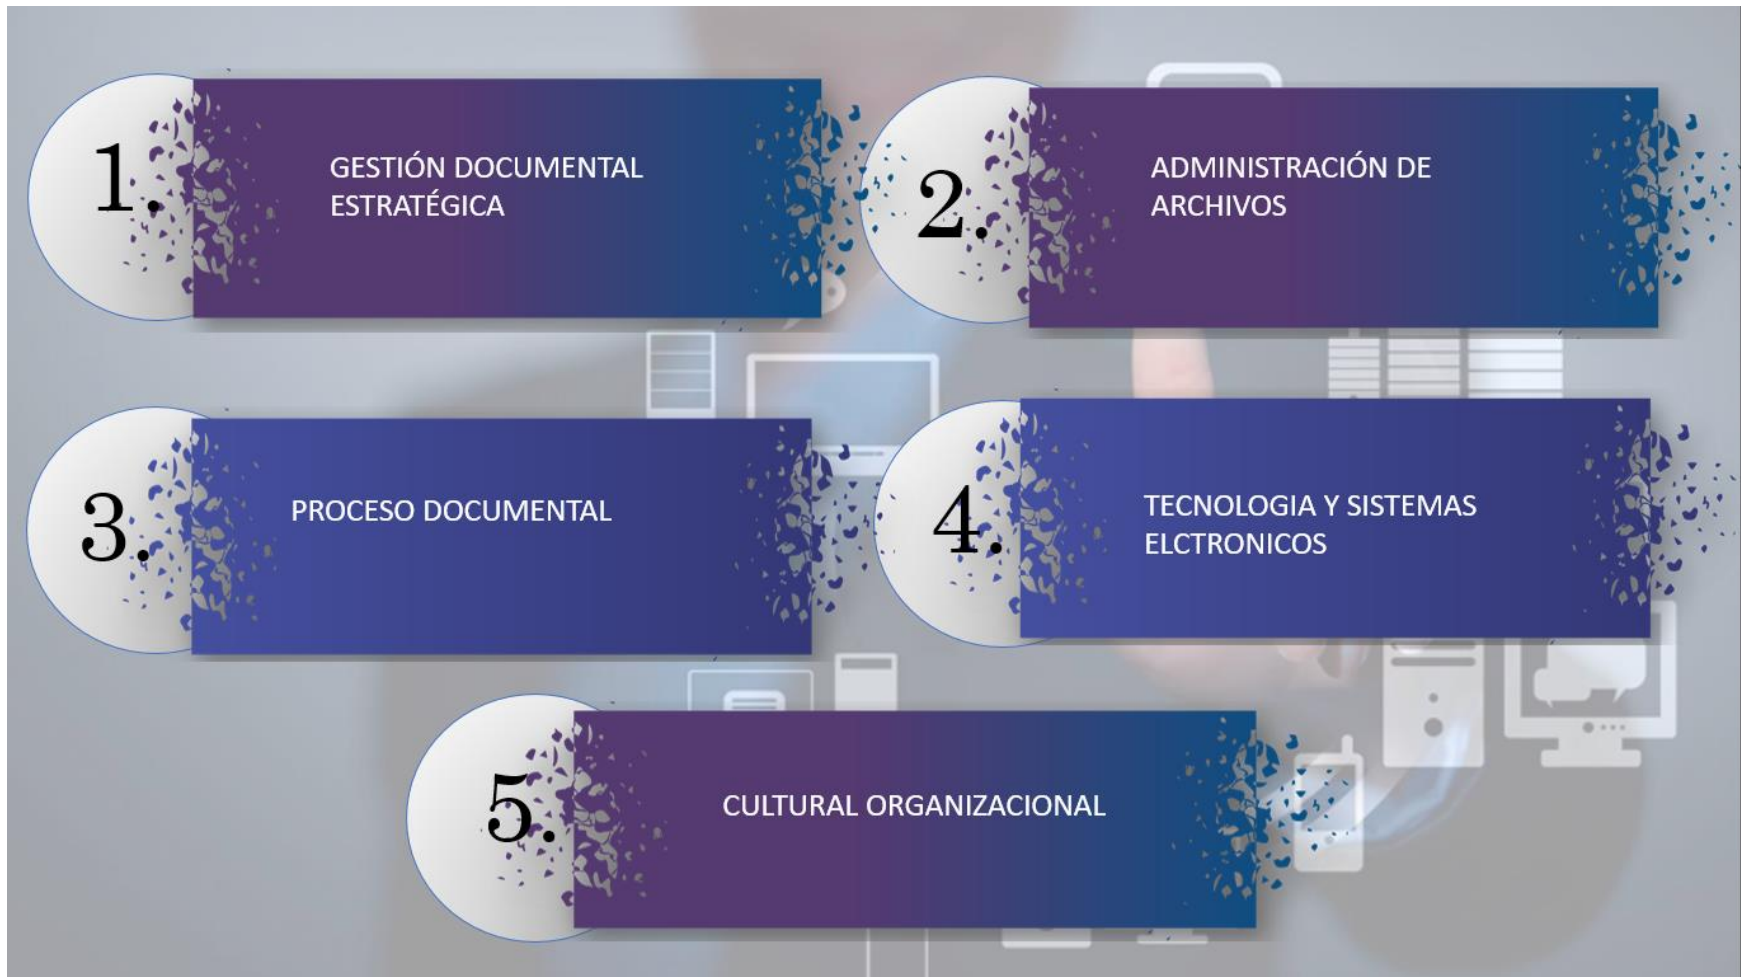 1.
GESTIÓN DOCUMENTAL
ESTRATÉGICA
2.
ADMINISTRACIÓN DE
ARCHIVOS
3.
PROCESO DOCUMENTAL
4.
TECNOLOGIA Y SISTEMAS
ELCTRONICOS
5.
CULTURAL ORGANIZACIONAL